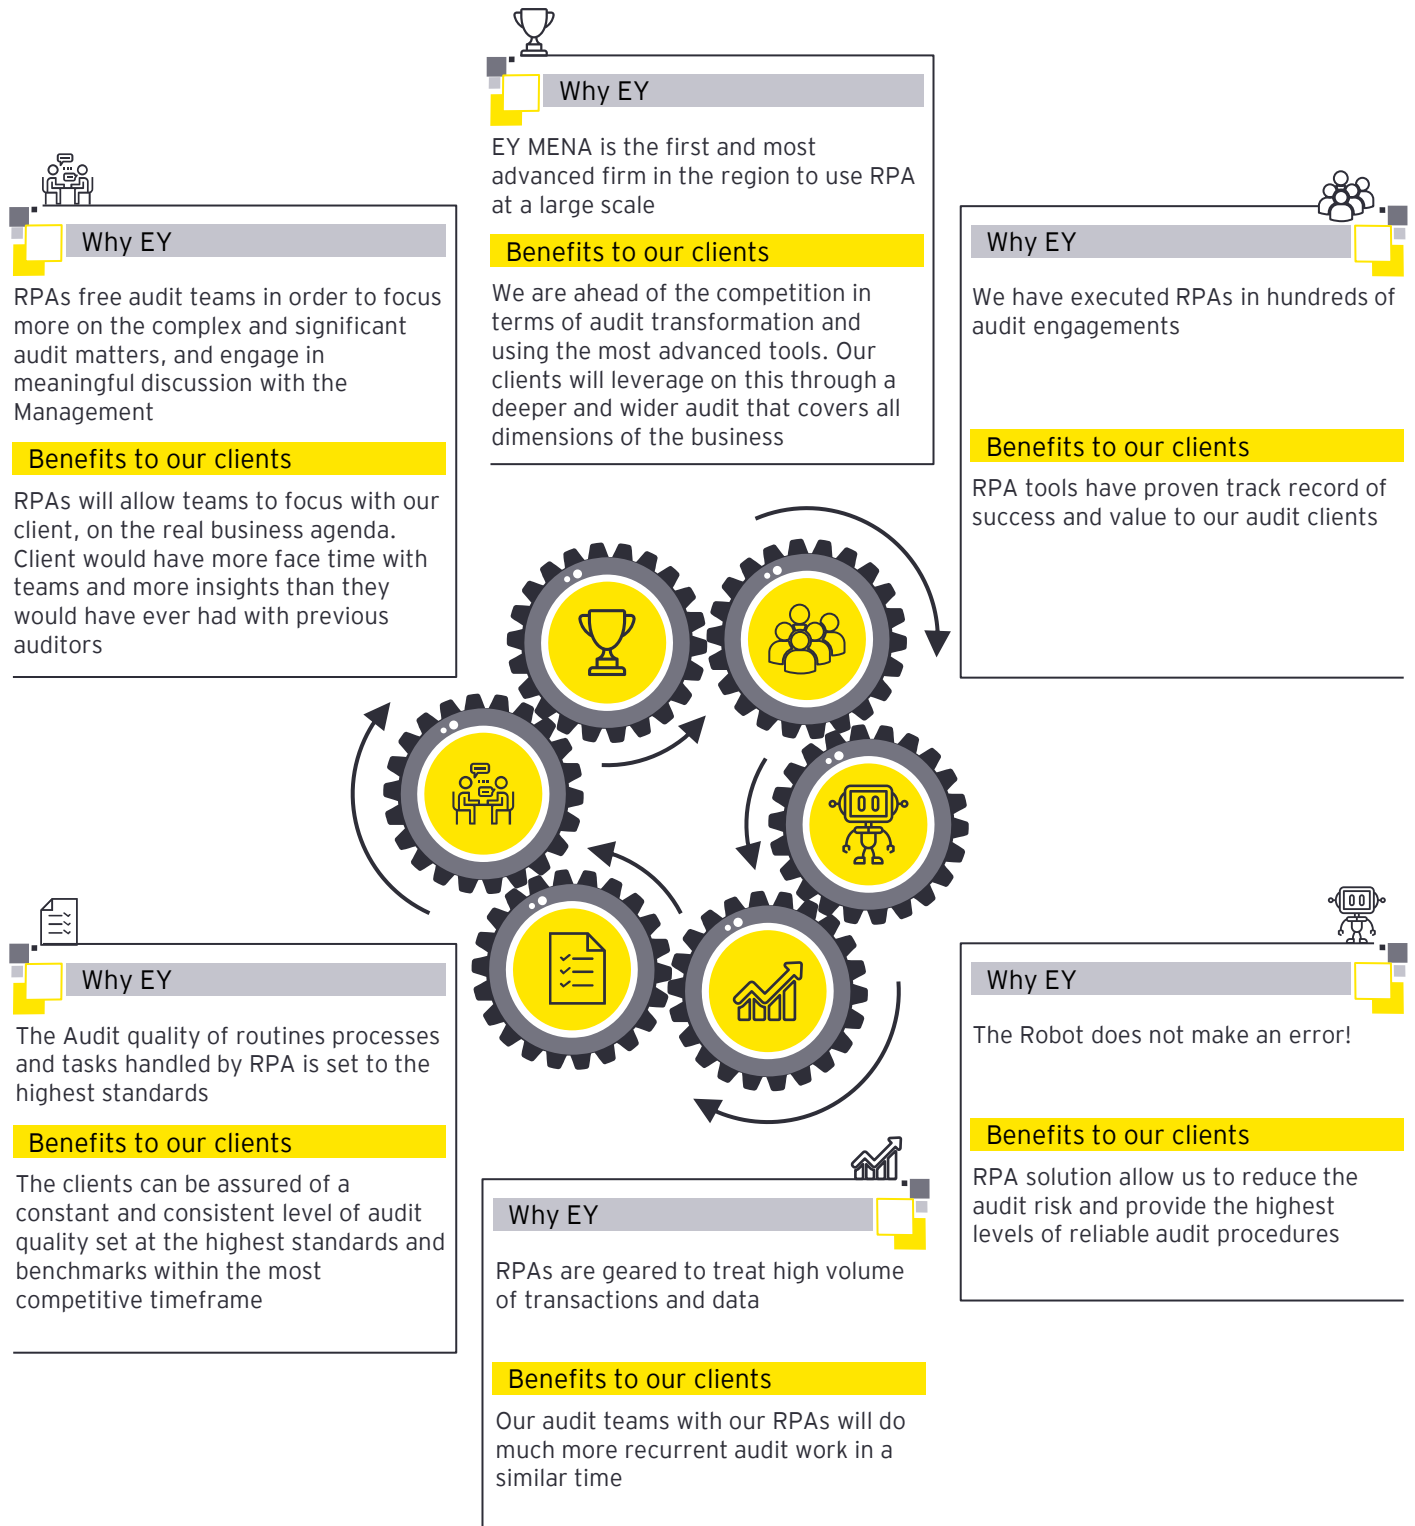 Why EY
EY MENA is the first and most
advanced firm in the region to use RPA
at a large scale
Benefits to our clients
We are ahead of the competition in
terms of audit transformation and
using the most advanced tools. Our
clients will leverage on this through a
deeper and wider audit that covers all
dimensions of the business
Why EY
RPAs free audit teams in order to focus
more on the complex and significant
audit matters, and engage in
meaningful discussion with the
Management
Benefits to our clients
RPAs will allow teams to focus with our
client, on the real business agenda.
Client would have more face time with
teams and more insights than they
would have ever had with previous
auditors
Why EY
We have executed RPAs in hundreds of
audit engagements
Benefits to our clients
RPA tools have proven track record of
success and value to our audit clients
Why EY
The Audit quality of routines processes
and tasks handled by RPA is set to the
highest standards
Benefits to our clients
The clients can be assured of a
constant and consistent level of audit
quality set at the highest standards and
benchmarks within the most
competitive timeframe
Why EY
The Robot does not make an error!
Benefits to our clients
RPA solution allow us to reduce the
audit risk and provide the highest
levels of reliable audit procedures
Why EY
RPAs are geared to treat high volume
of transactions and data
Benefits to our clients
Our audit teams with our RPAs will do
much more recurrent audit work in a
similar time